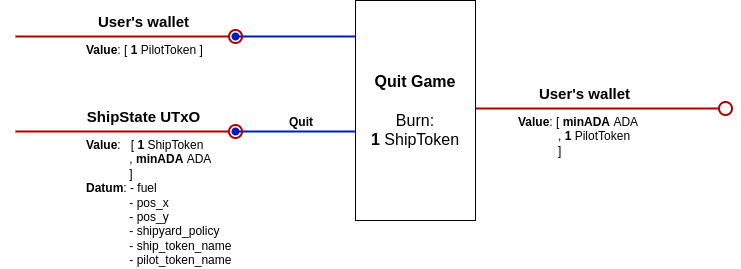 User's wallet
Value: [ 1 PilotToken ]
ShipState UTxO
Value: [ 1 ShipToken
, minADA ADA
]
Datum: - fuel
- pos_x
- pos_y
- shipyard_policy
- ship_token_name
- pilot_token_name
Quit
Quit Game
Burn:
1 ShipToken
User's wallet
Value: [ minADA ADA
, 1 PilotToken
]